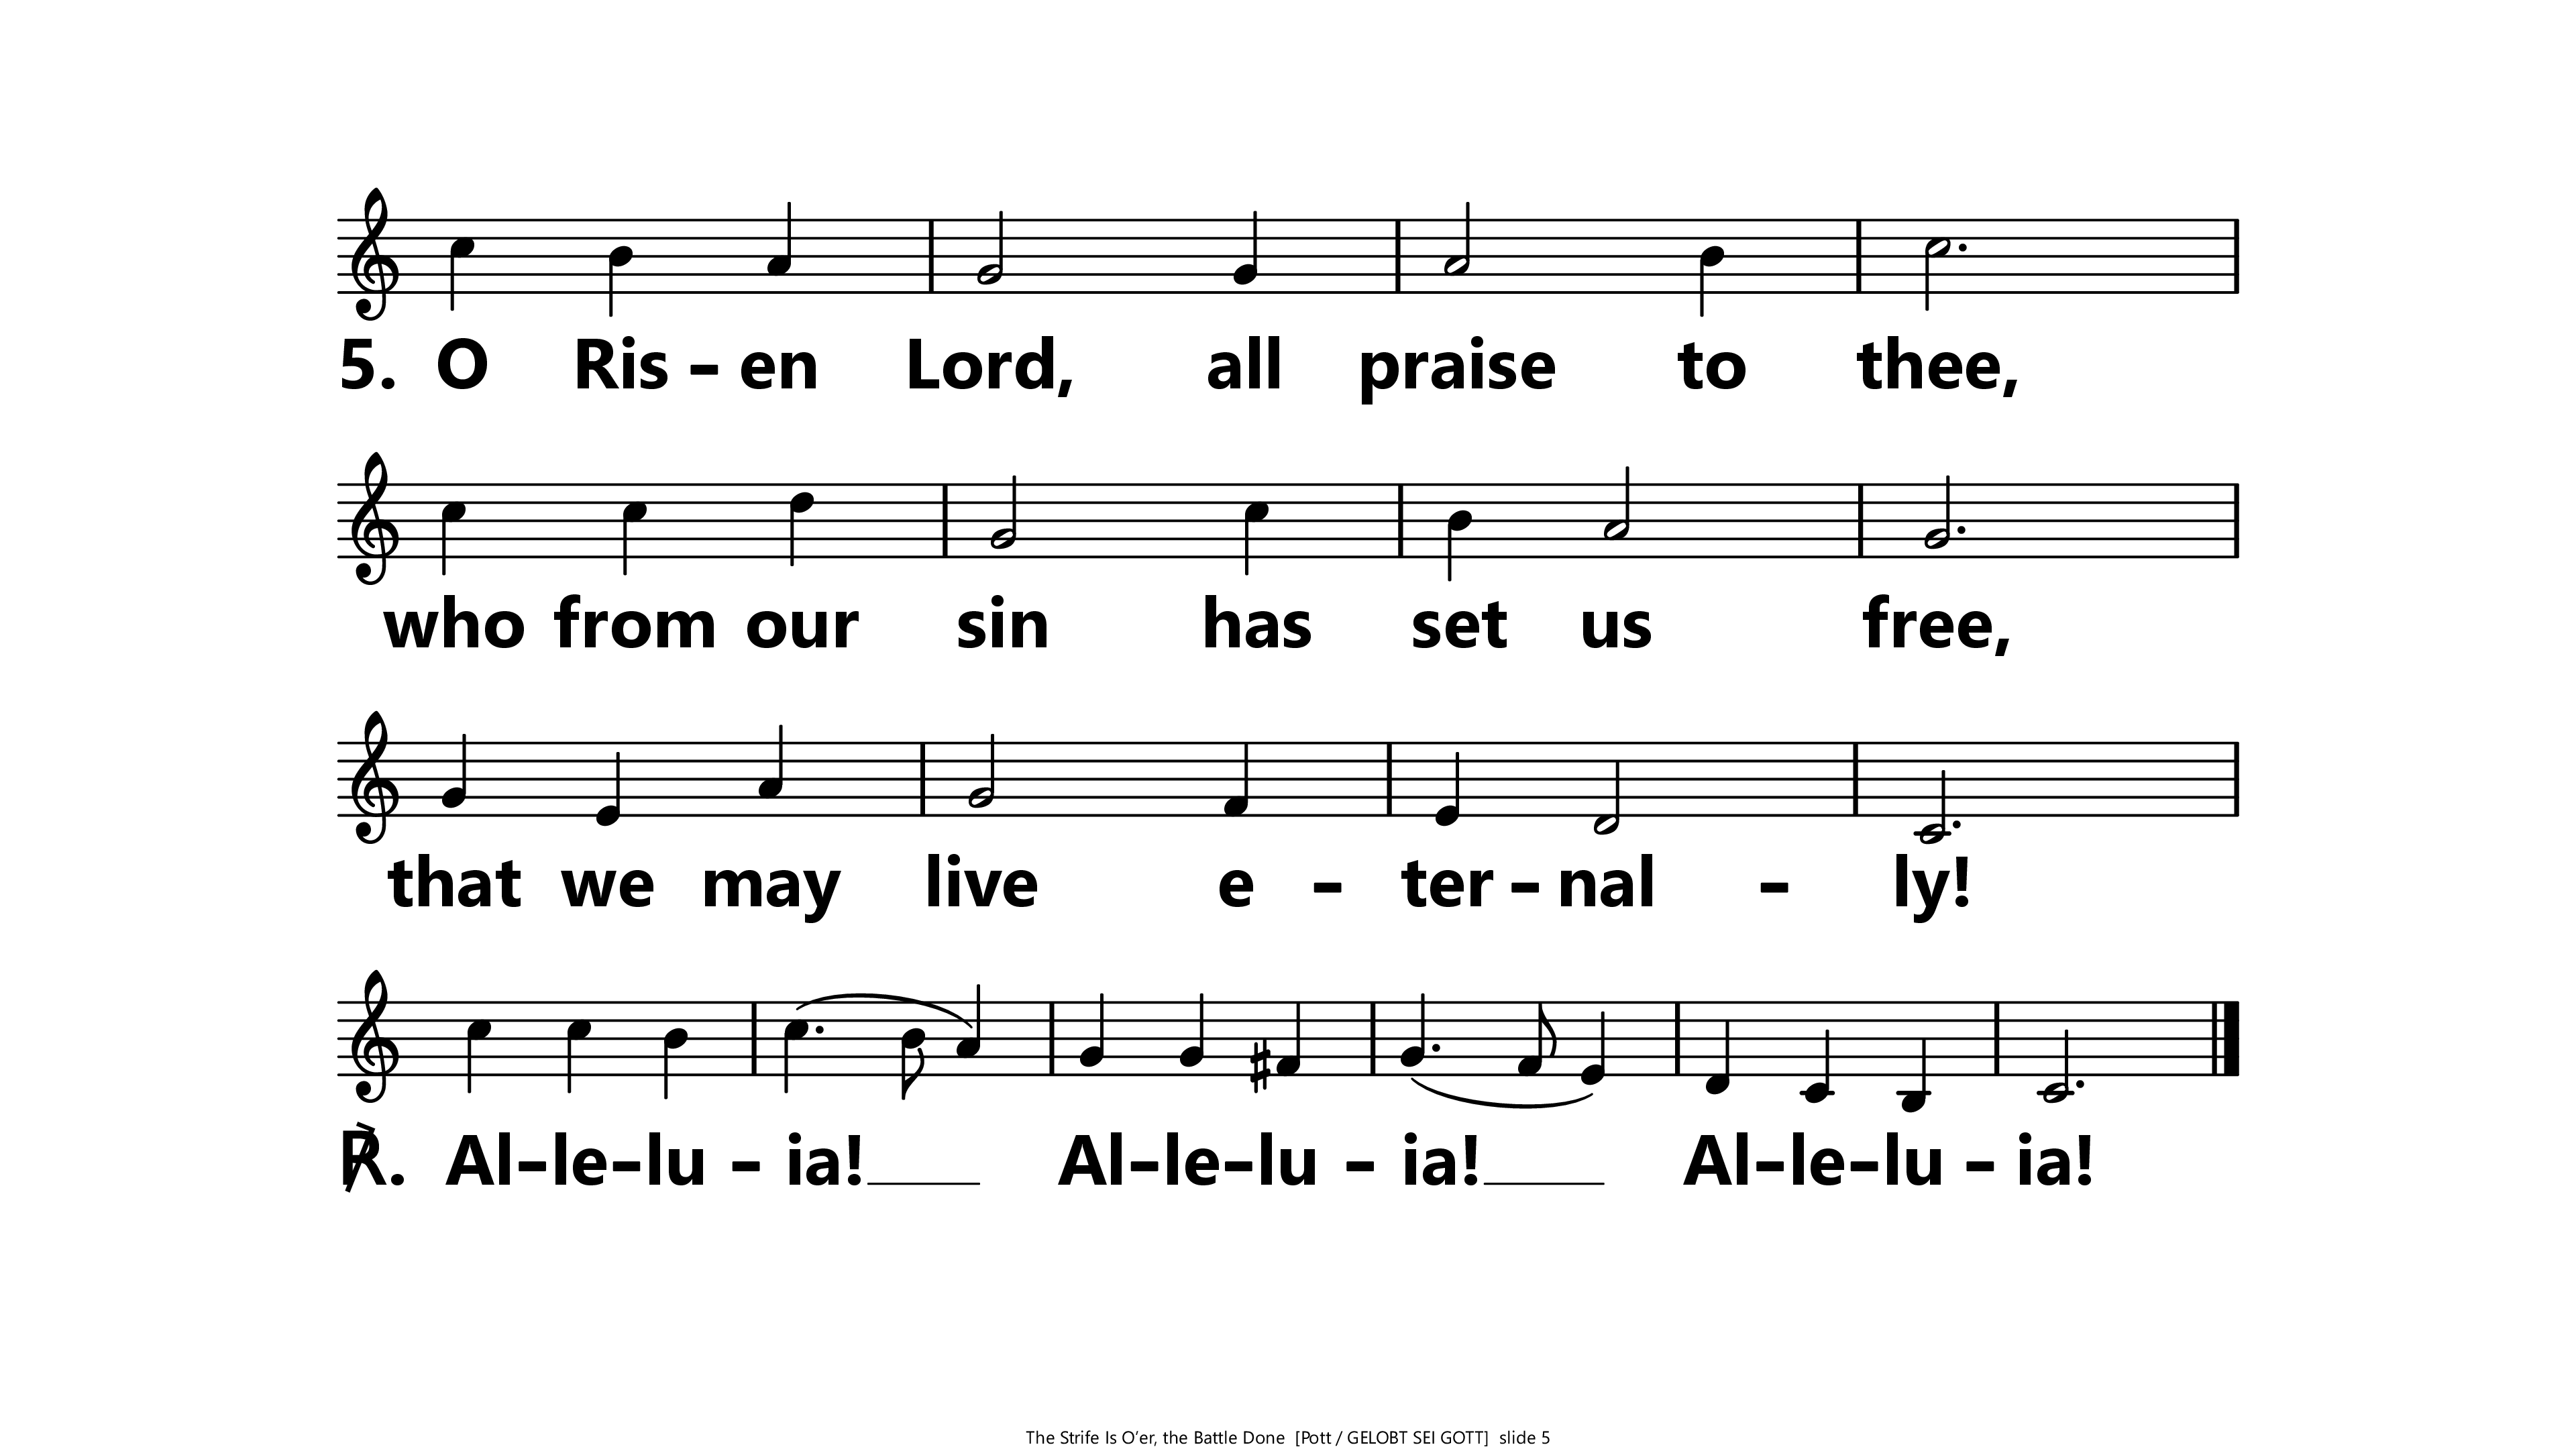 5. O Ris – en Lord, all praise to thee,
who from our sin has set us free,
that we may live e – ter – nal – ly!
℟. Al–le–lu – ia!____ Al–le–lu – ia!____ Al–le–lu – ia!
The Strife Is O’er, the Battle Done [Pott / GELOBT SEI GOTT] slide 5